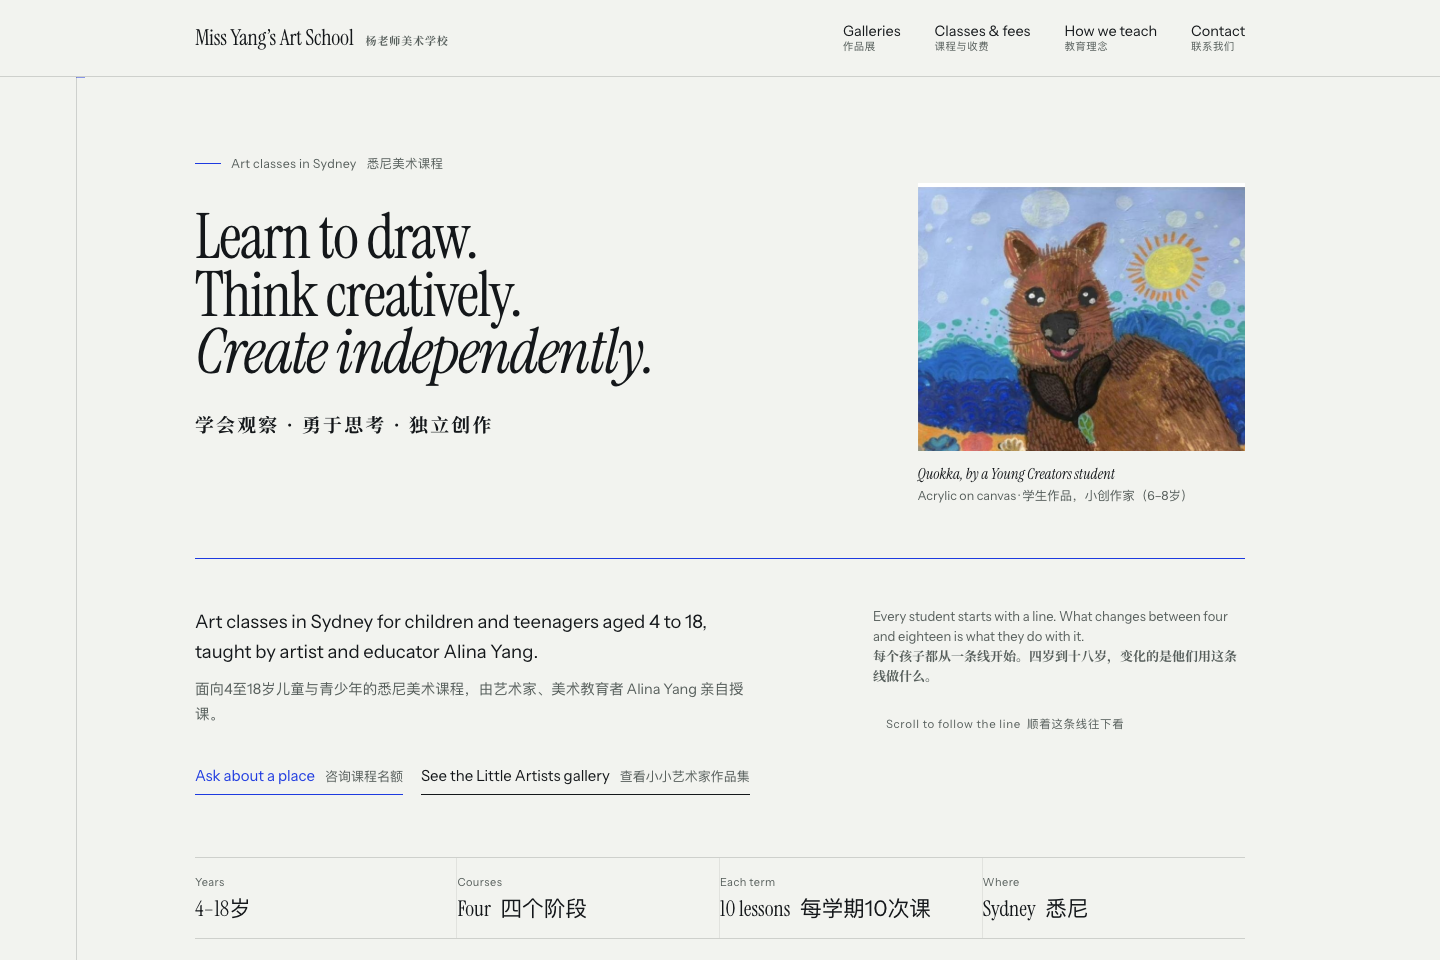 Miss Yang’s Art School 杨老师美术学校
Galleries
作品展
Classes & fees
课程与收费
How we teach
教育理念
Contact
联系我们
Art classes in Sydney 悉尼美术课程
Learn to draw.
Think creatively.
Create independently.
学会观察 · 勇于思考 · 独立创作
Quokka, by a Young Creators student
Acrylic on canvas · 学生作品，小创作家（6–8岁）
Art classes in Sydney for children and teenagers aged 4 to 18,
taught by artist and educator Alina Yang.
面向4至18岁儿童与青少年的悉尼美术课程，由艺术家、美术教育者 Alina Yang 亲自授
课。
Ask about a place 咨询课程名额
See the Little Artists gallery 查看小小艺术家作品集
Every student starts with a line. What changes between four
and eighteen is what they do with it.
每个孩子都从一条线开始。四岁到十八岁，变化的是他们用这条
线做什么。
Scroll to follow the line 顺着这条线往下看
Years
4–18岁
Courses
Four 四个阶段
Each term
10 lessons 每学期10次课
Where
Sydney 悉尼